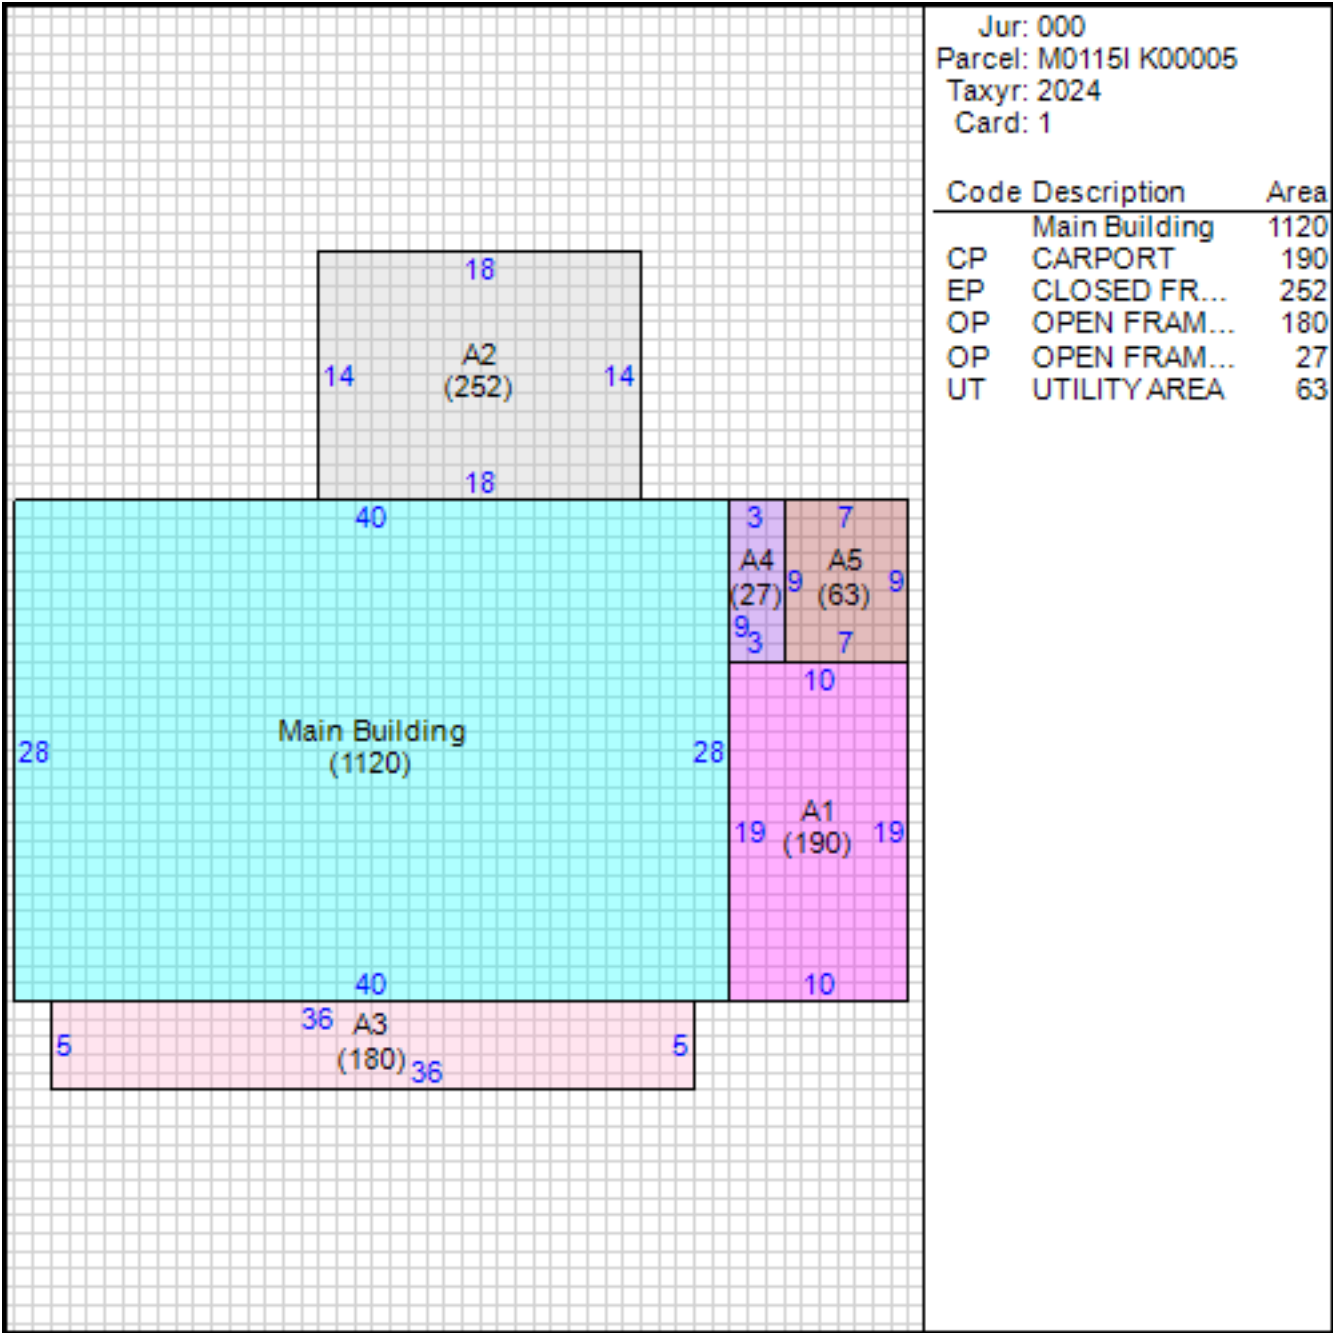 Jur: 000
Parcel: M0115I K00005
Taxyr: 2024
Card: 1
Code Description Area
Main Building 1120
CP CARPORT 190
EP CLOSED FR... 252
OP OPEN FRAM... 180
OP OPEN FRAM... 27
UT UTILITY AREA 63
18
A2
14 (252) 14
18
40 3 7
A4 A5
(27) 9 (63) 9
9
3 7
10
Main Building
28 (1120) 28
A1
19 (190) 19
40 10
36 A3
5 (180) 5
36